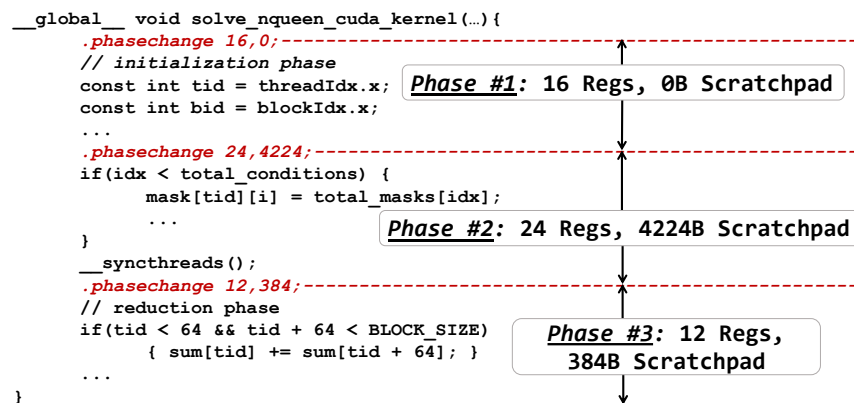 __global__ void solve_nqueen_cuda_kernel(…){
.phasechange 16,0;
// initialization phase
const int tid = threadIdx.x;
Phase #1: 16 Regs, 0B Scratchpad
const int bid = blockIdx.x;
...
.phasechange 24,4224;
if(idx < total_conditions) {
mask[tid][i] = total_masks[idx];
...
Phase #2: 24 Regs, 4224B Scratchpad
}
__syncthreads();
.phasechange 12,384;
// reduction phase
if(tid < 64 && tid + 64 < BLOCK_SIZE)
{ sum[tid] += sum[tid + 64]; }
Phase #3: 12 Regs,
384B Scratchpad
...
}